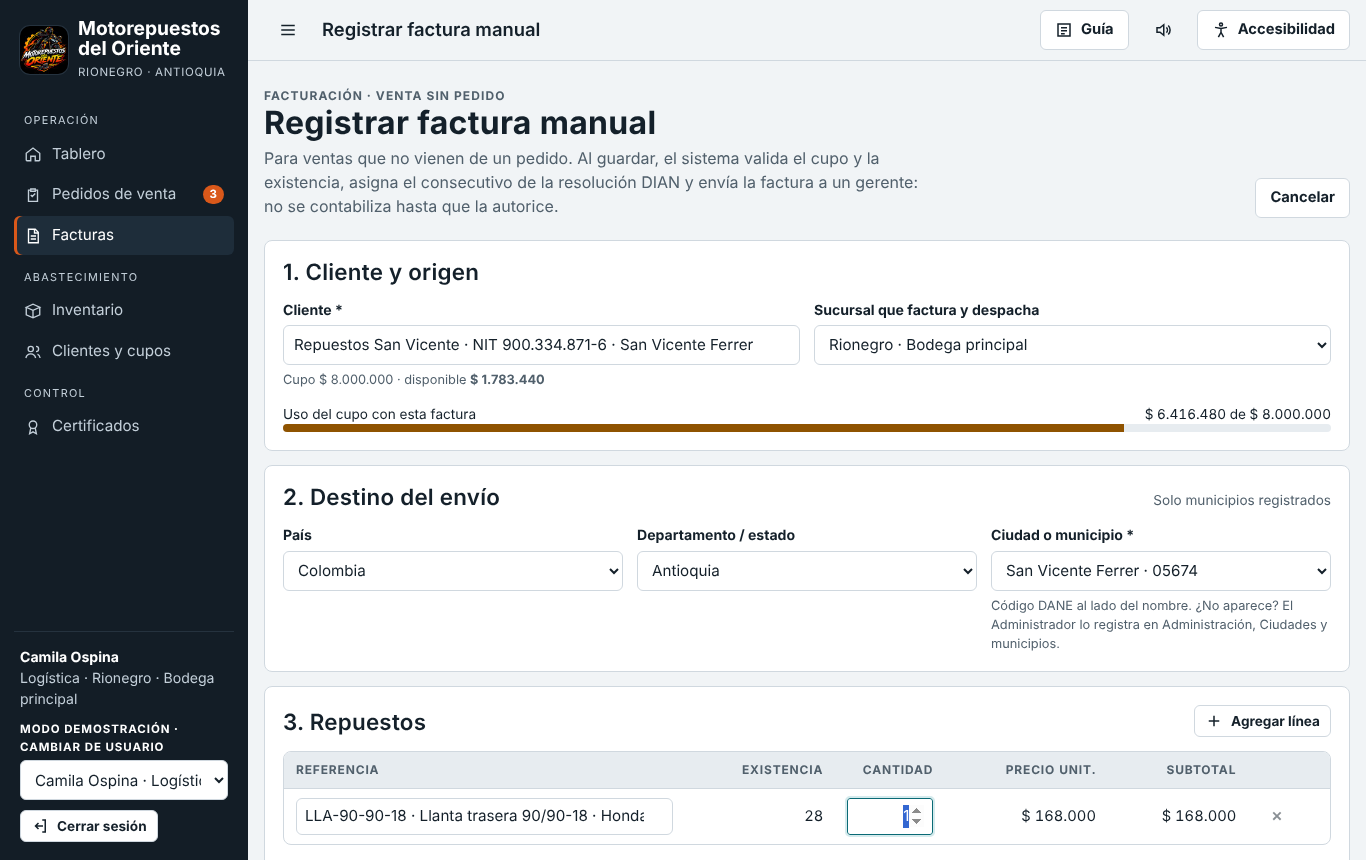 Motorepuestos
del Oriente
RIONEGRO · ANTIOQUIA
OPERACIÓN
Tablero
Pedidos de venta 3
Facturas
ABASTECIMIENTO
Inventario
Clientes y cupos
CONTROL
Certificados
Camila Ospina
Logística · Rionegro · Bodega
principal
MODO DEMOSTRACIÓN ·
CAMBIAR DE USUARIO
Camila Ospina · Logístic
Cerrar sesión
Registrar factura manual
Guía
Accesibilidad
FACTURACIÓN · VENTA SIN PEDIDO
Registrar factura manual
Para ventas que no vienen de un pedido. Al guardar, el sistema valida el cupo y la
existencia, asigna el consecutivo de la resolución DIAN y envía la factura a un gerente:
no se contabiliza hasta que la autorice.
Cancelar
1. Cliente y origen
Cliente * Sucursal que factura y despacha
Repuestos San Vicente · NIT 900.334.871-6 · San Vicente Ferrer Rionegro · Bodega principal
Cupo $ 8.000.000 · disponible $ 1.783.440
Uso del cupo con esta factura $ 6.416.480 de $ 8.000.000
2. Destino del envío Solo municipios registrados
País Departamento / estado Ciudad o municipio *
Colombia Antioquia San Vicente Ferrer · 05674
Código DANE al lado del nombre. ¿No aparece? El
Administrador lo registra en Administración, Ciudades y
municipios.
3. Repuestos Agregar línea
REFERENCIA EXISTENCIA CANTIDAD PRECIO UNIT. SUBTOTAL
LLA-90-90-18 · Llanta trasera 90/90-18 · Honda 28 1 $ 168.000 $ 168.000 ×